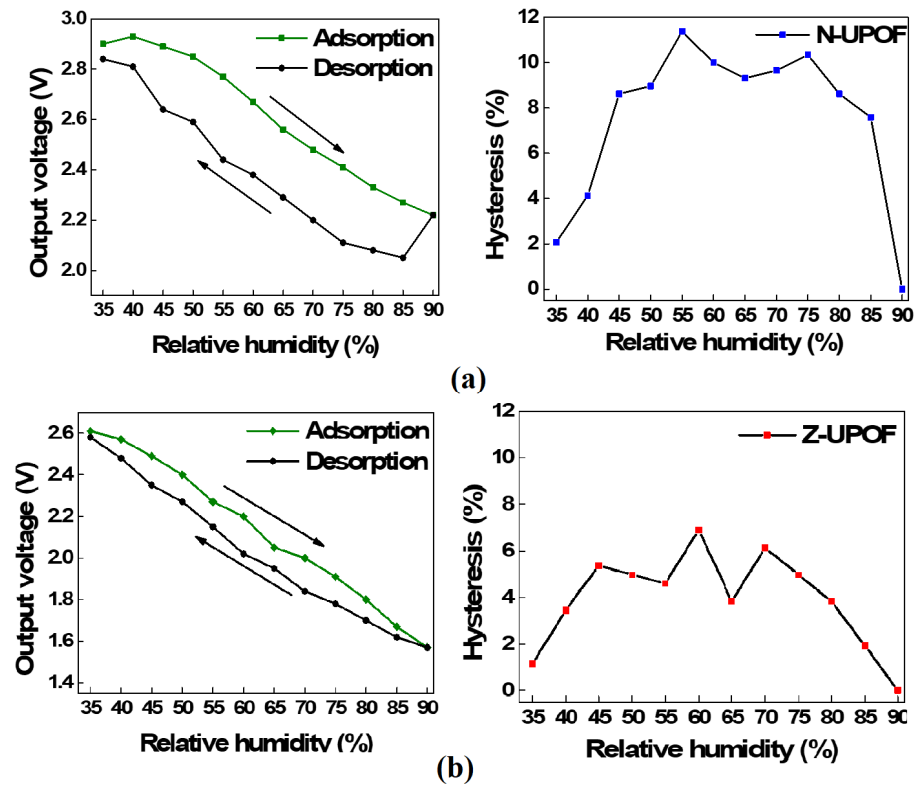 3.0
2.8
2.6
2.4
2.2
2.0
Output voltage (V)
Adsorption
Desorption
35 40 45 50 55 60 65 70 75 80 85 90
Relative humidity (%)
12
10
8
6
4
2
0
Hysteresis (%)
N-UPOF
35 40 45 50 55 60 65 70 75 80 85 90
Relative humidity (%)
(a)
2.6
2.4
2.2
2.0
1.8
1.6
1.4
Output voltage (V)
Adsorption
Desorption
35 40 45 50 55 60 65 70 75 80 85 90
Relative humidity (%)
12
10
8
6
4
2
0
Hysteresis (%)
Z-UPOF
35 40 45 50 55 60 65 70 75 80 85 90
Relative humidity (%)
(b)